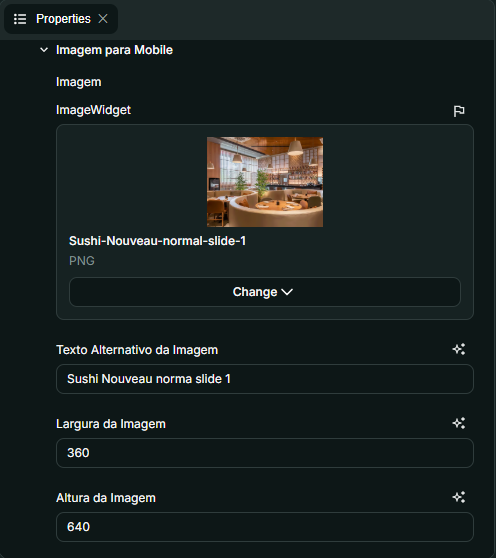 Properties
Imagem para Mobile
Imagem
ImageWidget
Sushi-Nouveau-normal-slide-1
PNG
Change
Texto Alternativo da Imagem
Sushi Nouveau norma slide 1
Largura da Imagem
360
Altura da Imagem
640